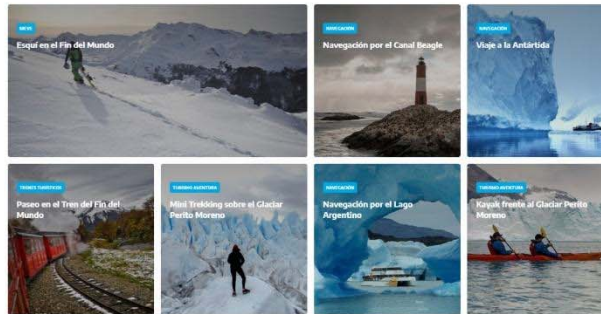 NIEVE
Esquí en el Fin del Mundo
NAVEGACIÓN
Navegación por el Canal Beagle
NAVEGACIÓN
Viaje a la Antártida
TRENES TURÍSTICOS
Paseo en el Tren del Fin del
Mundo
TURISMO AVENTURA
Mini Trekking sobre el Glaciar
Perito Moreno
NAVEGACIÓN
Navegación por el Lago
Argentino
TURISMO AVENTURA
Kayak frente al Glaciar Perito
Moreno